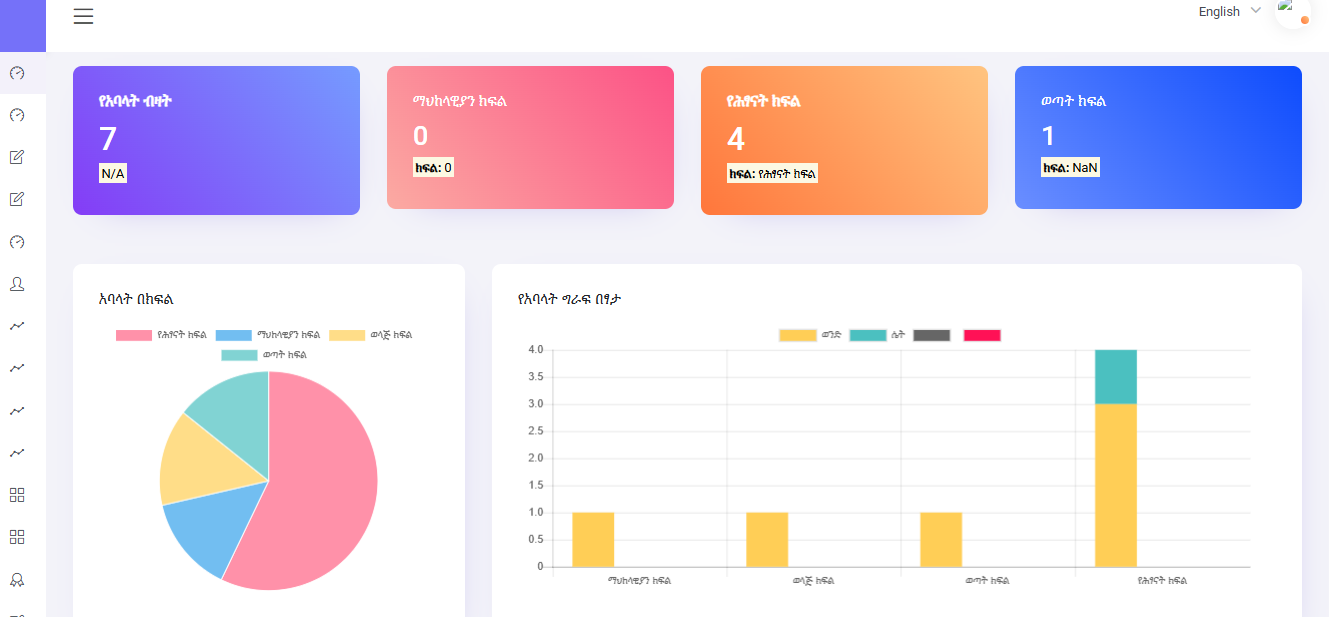 English
የአባላት ብዛት
7
N/A
ማህከላዊያን ክፍል
0
ክፍል: 0
የሕፃናት ክፍል
4
ክፍል: የሕፃናት ክፍል
ወጣት ክፍል
1
ክፍል: NaN
አባላት በክፍል
የሕፃናት ክፍል
ማህከላዊያን ክፍል
ወላጅ ክፍል
ወጣት ክፍል
የአባላት ግራፍ በፃታ
ወንድ
ሴት
4.0
3.5
3.0
2.5
2.0
1.5
1.0
0.5
0
ማህከላዊያን ክፍል
ወላጅ ክፍል
ወጣት ክፍል
የሕፃናት ክፍል